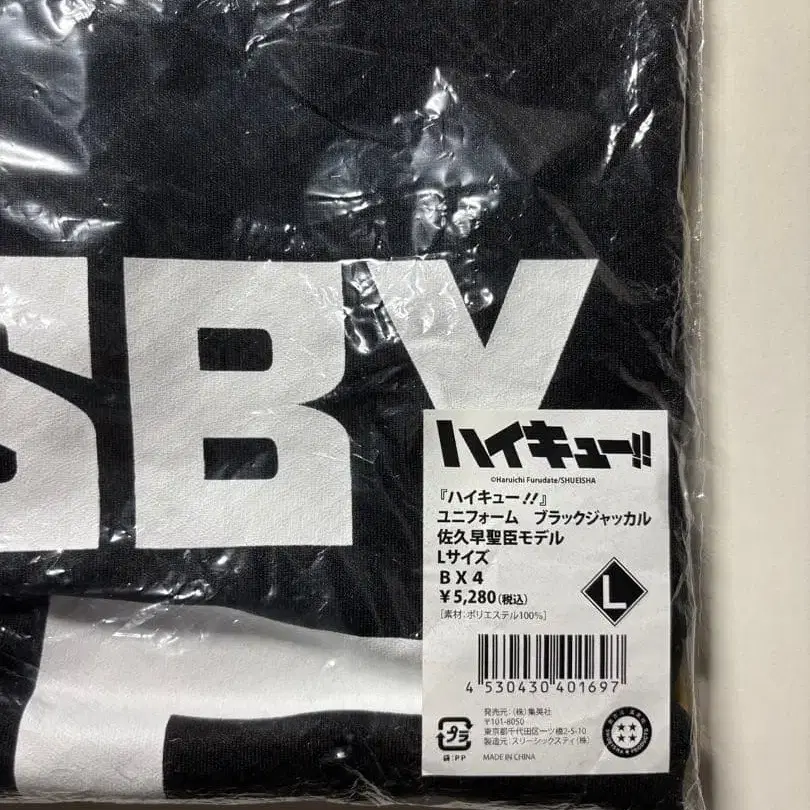 SBY
ハイキュー!!
©Haruichi Furudate/SHUEISHA
『ハイキュー!!』
ユニフォーム ブラックジャッカル
佐久早聖臣モデル
Lサイズ
BX4
¥5,280(税込)
[素材:ポリエステル100%]
L
4 530430 401697
発売元:(株)集英社
〒101-8050
東京都千代田区一ツ橋2-5-10
製造元:スリーシックスティ(株)
プラ
袋:PP
MADE IN CHINA